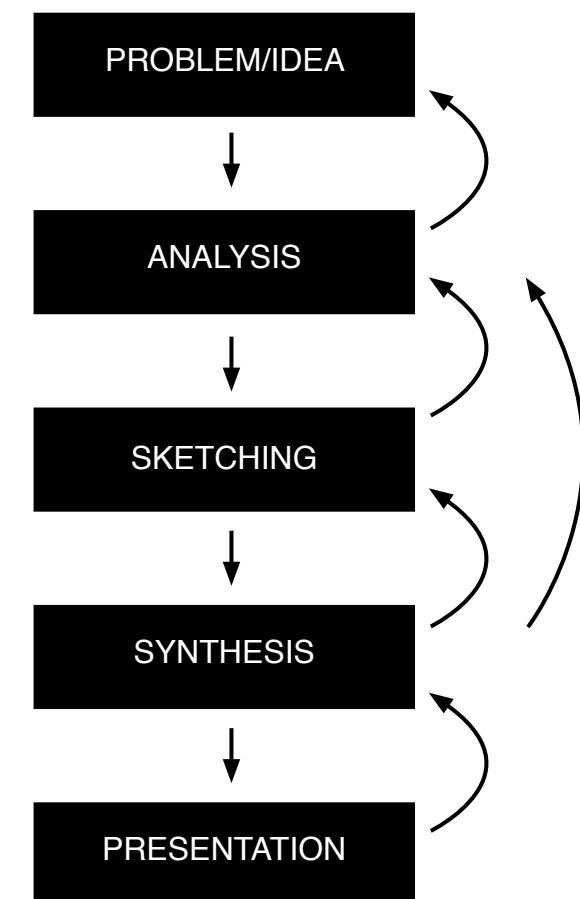 PROBLEM/IDEA
ANALYSIS
SKETCHING
SYNTHESIS
PRESENTATION